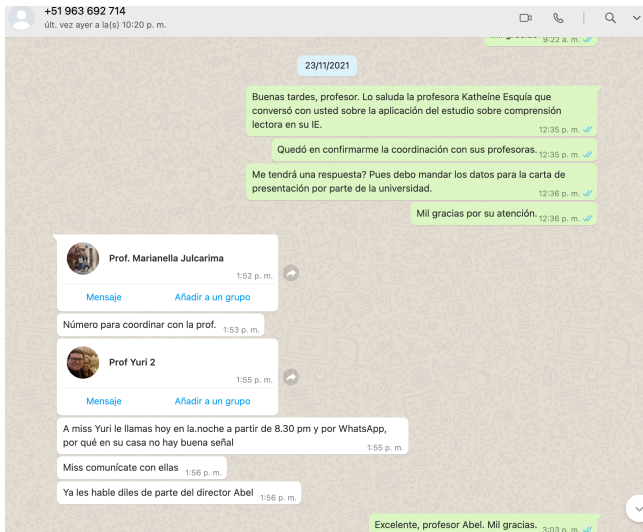 +51 963 692 714
últ. vez ayer a la(s) 10:20 p. m.
9:22 a. m.
23/11/2021
Buenas tardes, profesor. Lo saluda la profesora Katheíne Esquía que
conversó con usted sobre la aplicación del estudio sobre comprensión
lectora en su IE.
12:35 p. m.
Quedó en confirmarme la coordinación con sus profesoras. 12:35 p. m.
Me tendrá una respuesta? Pues debo mandar los datos para la carta de
presentación por parte de la universidad.
12:36 p. m.
Mil gracias por su atención. 12:36 p. m.
Prof. Marianella Julcarima
1:52 p. m.
Mensaje Añadir a un grupo
Número para coordinar con la prof. 1:53 p. m.
Prof Yuri 2
1:55 p. m.
Mensaje Añadir a un grupo
A miss Yuri le llamas hoy en la.noche a partir de 8.30 pm y por WhatsApp,
por qué en su casa no hay buena señal
1:55 p. m.
Miss comunícate con ellas 1:56 p. m.
Ya les hable diles de parte del director Abel 1:56 p. m.
Excelente, profesor Abel. Mil gracias. 3:03 p. m.